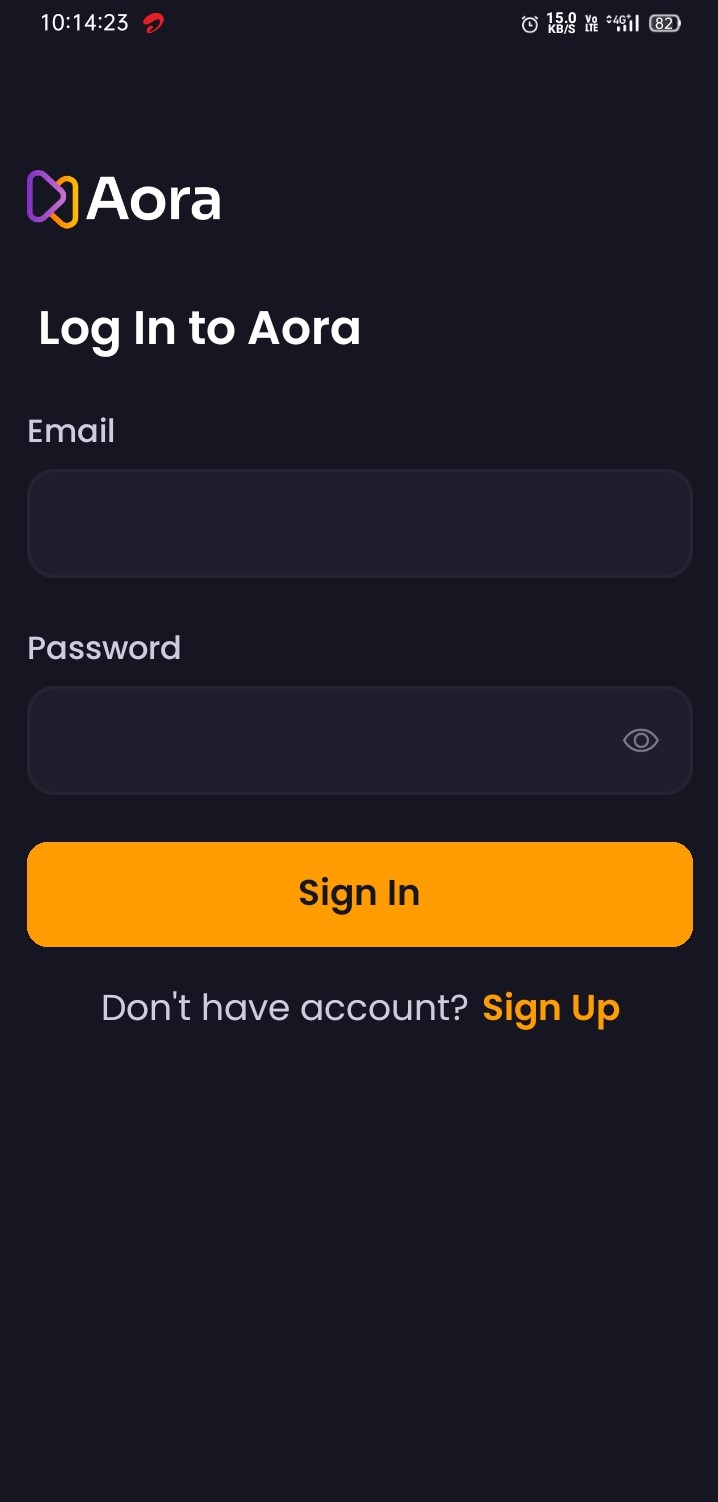 10:14:23 15.0 KB/S Vo LTE 4G+ 82
Aora
Log In to Aora
Email
Password
Sign In
Don't have account? Sign Up